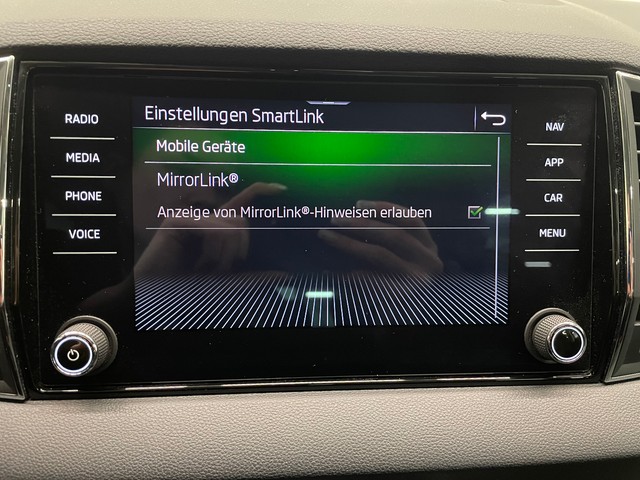 Einstellungen SmartLink
RADIO
NAV
Mobile Geräte
MEDIA
APP
MirrorLink®
PHONE
CAR
Anzeige von MirrorLink®-Hinweisen erlauben
VOICE
MENU